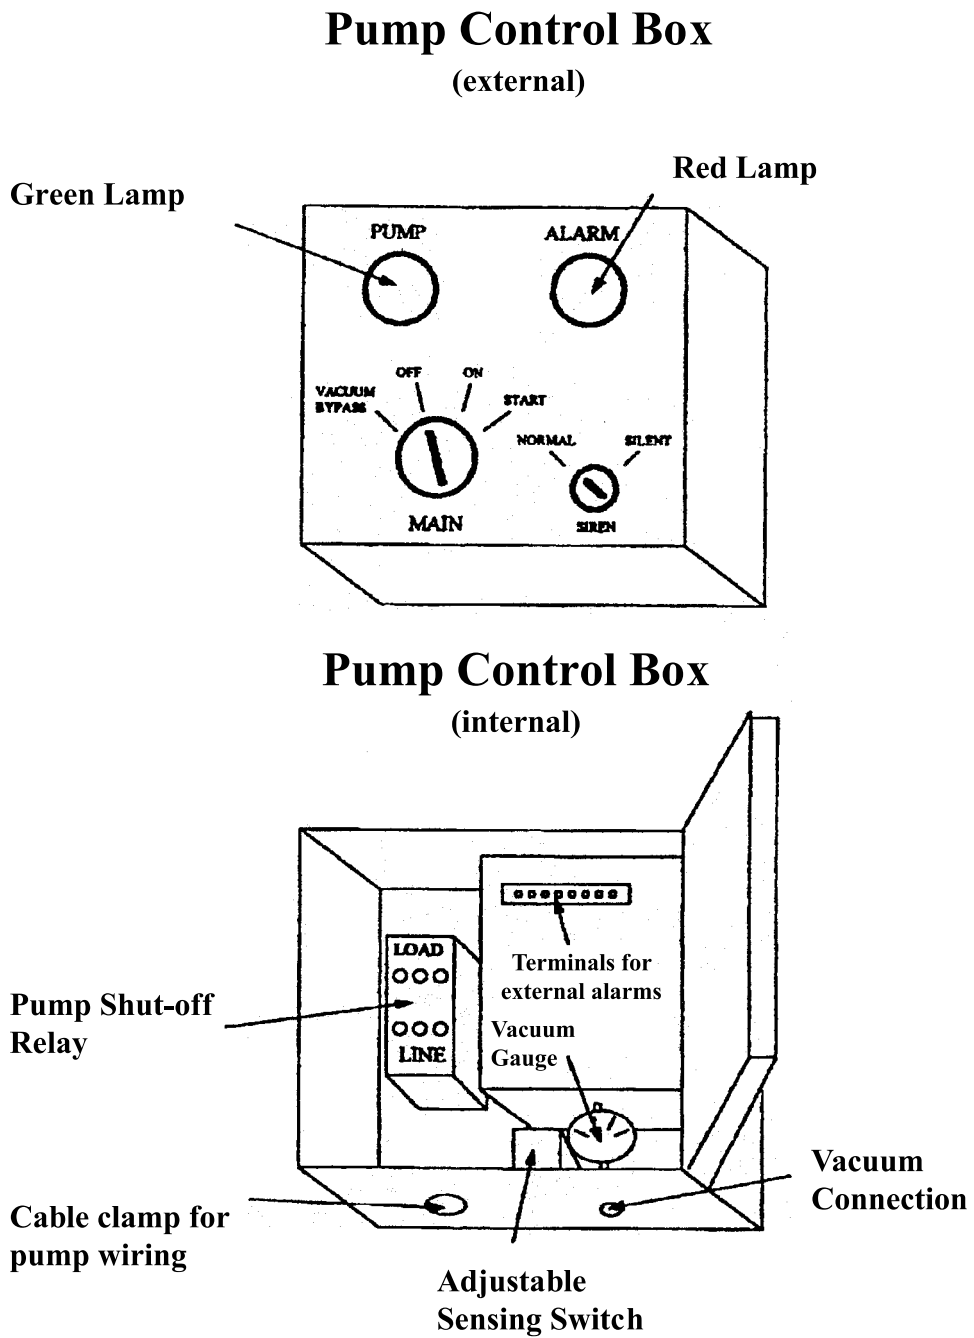 Pump Control Box
(external)
Red Lamp
Green Lamp
PUMP
ALARM
OFF
ON
VACUUM
BYPASS
START
NORMAL
SILENT
MAIN
SIREN
Pump Control Box
(internal)
LOAD
Terminals for
external alarms
Pump Shut-off
Relay
Vacuum
Gauge
LINE
Vacuum
Connection
Cable clamp for
pump wiring
Adjustable
Sensing Switch